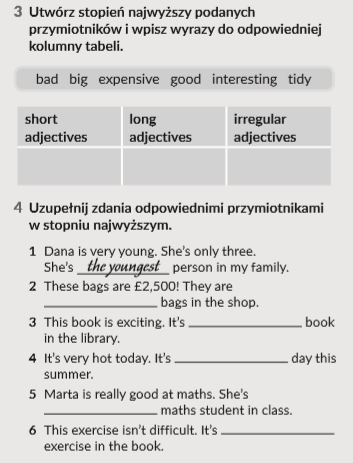 3 Utwórz stopień najwyższy podanych
przymiotników i wpisz wyrazy do odpowiedniej
kolumny tabeli.
bad big expensive good interesting tidy
short adjectives
long adjectives
irregular adjectives
4 Uzupełnij zdania odpowiednimi przymiotnikami
w stopniu najwyższym.
1 Dana is very young. She's only three.
She's the youngest person in my family.
2 These bags are £2,500! They are
____________ bags in the shop.
3 This book is exciting. It's ____________ book
in the library.
4 It's very hot today. It's ____________ day this
summer.
5 Marta is really good at maths. She's
____________ maths student in class.
6 This exercise isn't difficult. It's ____________
exercise in the book.